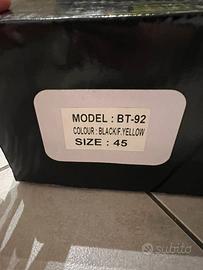 MODEL : BT-92
COLOUR : BLACK/F.YELLOW
SIZE : 45
subito